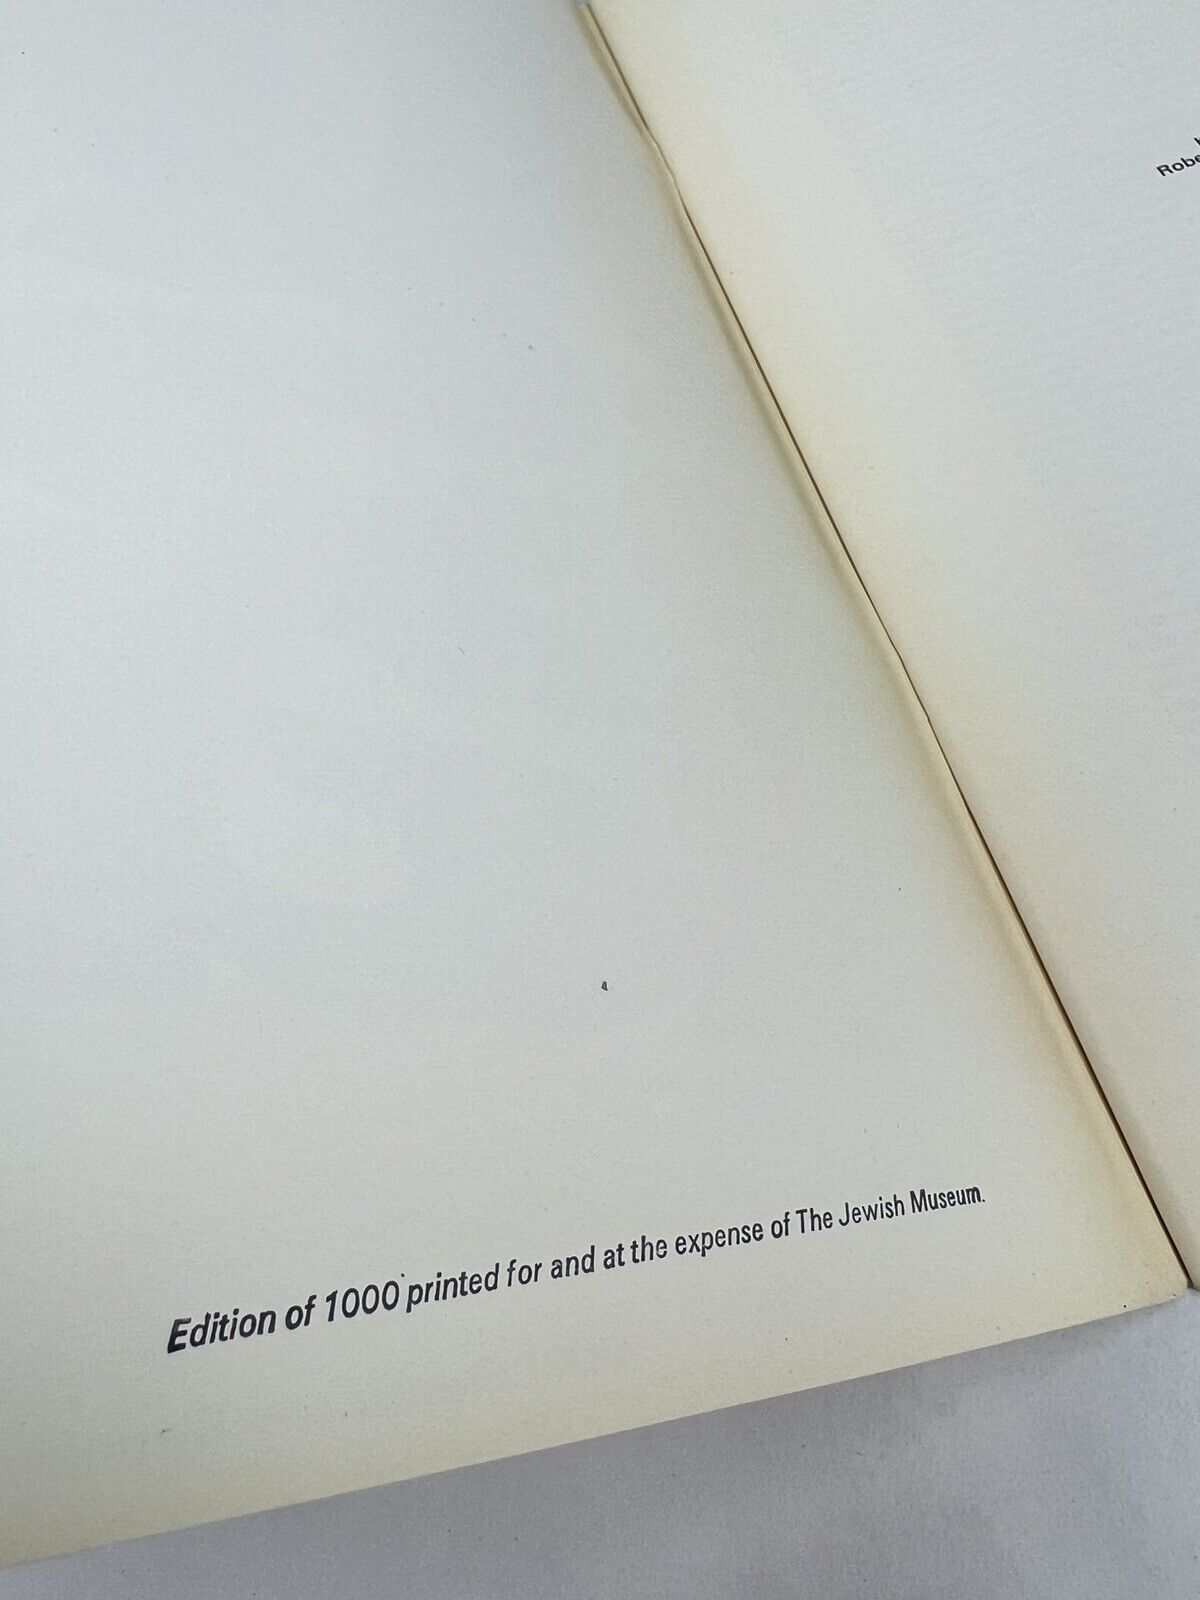 Edition of 1000 printed for and at the expense of The Jewish Museum.